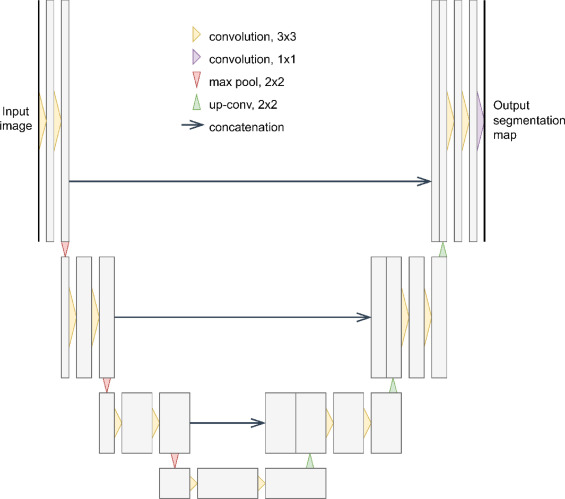 convolution, 3x3
convolution, 1x1
max pool, 2x2
up-conv, 2x2
concatenation
Input
image
Output
segmentation
map